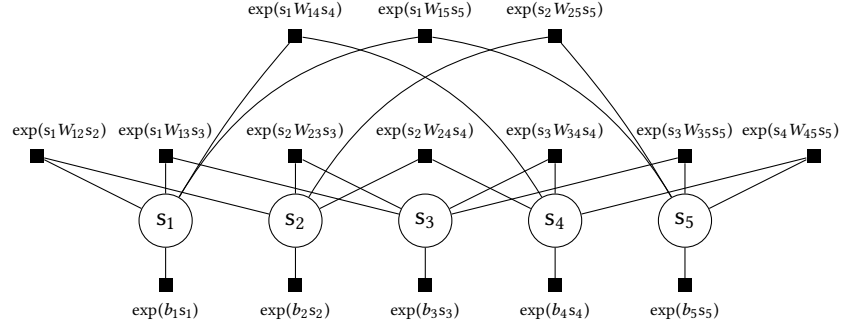 exp(s₁W₁₄s₄) exp(s₁W₁₅s₅) exp(s₂W₂₅s₅)
exp(s₁W₁₂s₂) exp(s₁W₁₃s₃) exp(s₂W₂₃s₃) exp(s₂W₂₄s₄) exp(s₃W₃₄s₄) exp(s₃W₃₅s₅) exp(s₄W₄₅s₅)
s₁ s₂ s₃ s₄ s₅
exp(b₁s₁) exp(b₂s₂) exp(b₃s₃) exp(b₄s₄) exp(b₅s₅)